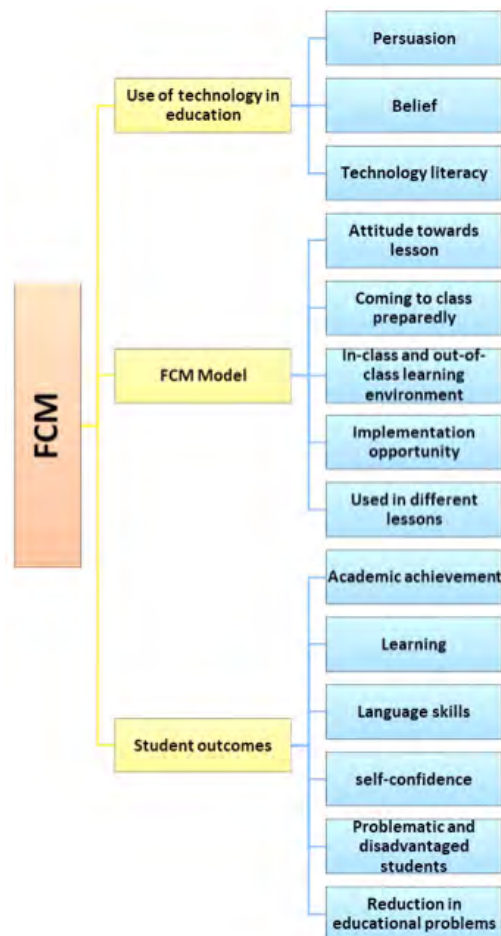 FCM
Use of technology in
education
Persuasion
Belief
Technology literacy
FCM Model
Attitude towards
lesson
Coming to class
preparedly
In-class and out-of-
class learning
environment
Implementation
opportunity
Used in different
lessons
Student outcomes
Academic achievement
Learning
Language skills
self-confidence
Problematic and
disadvantaged
students
Reduction in
educational problems